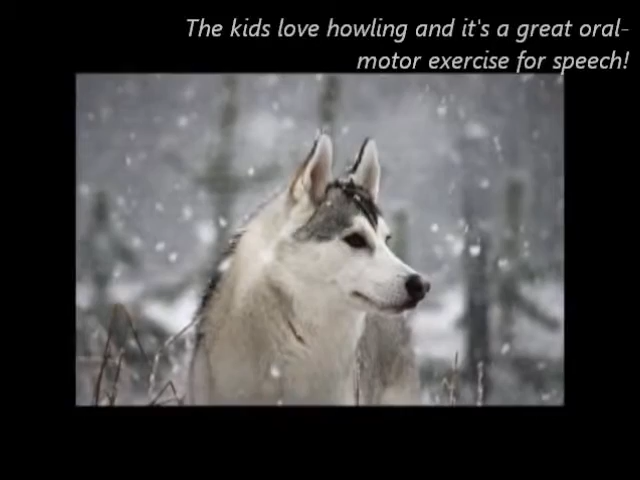 The kids love howling and it's a great oral-
motor exercise for speech!